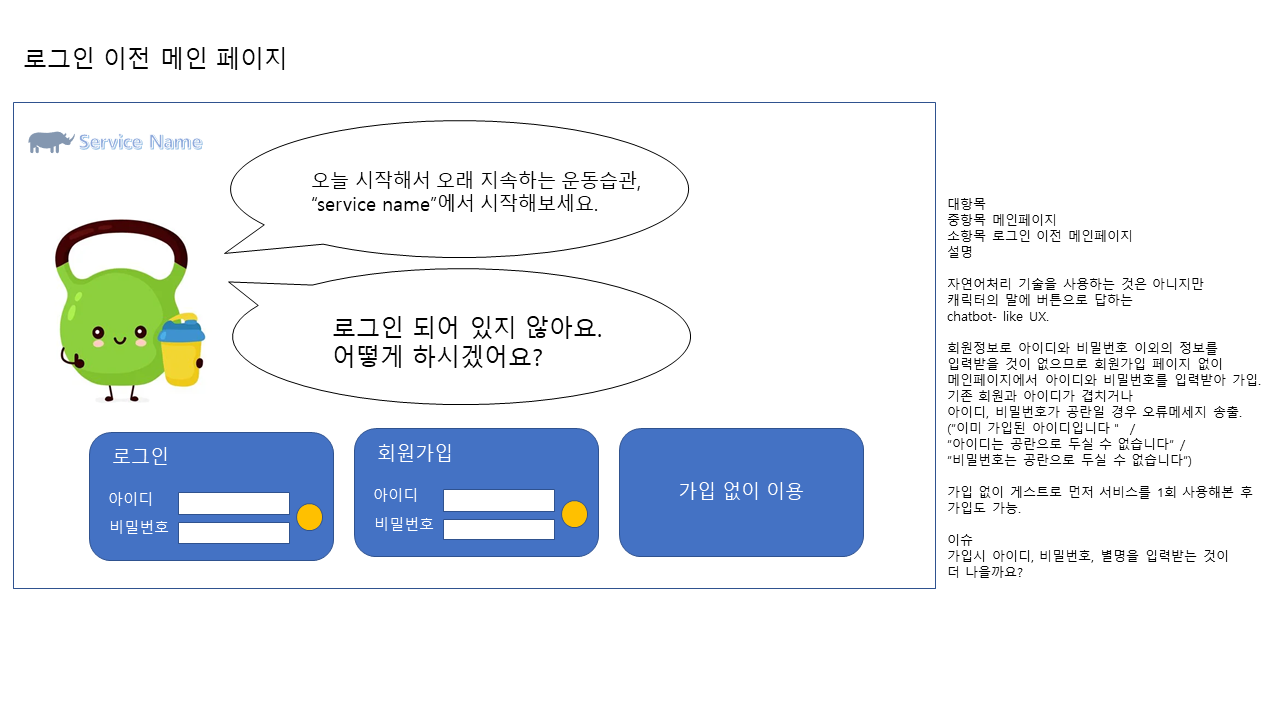 로그인 이전 메인 페이지
Service Name
오늘 시작해서 오래 지속하는 운동습관,
“service name”에서 시작해보세요.
로그인 되어 있지 않아요.
어떻게 하시겠어요?
로그인
아이디
비밀번호
회원가입
아이디
비밀번호
가입 없이 이용
대항목
중항목 메인페이지
소항목 로그인 이전 메인페이지
설명
자연어처리 기술을 사용하는 것은 아니지만
캐릭터의 말에 버튼으로 답하는
chatbot- like UX.
회원정보로 아이디와 비밀번호 이외의 정보를
입력받을 것이 없으므로 회원가입 페이지 없이
메인페이지에서 아이디와 비밀번호를 입력받아 가입.
기존 회원과 아이디가 겹치거나
아이디, 비밀번호가 공란일 경우 오류메세지 송출.
("이미 가입된 아이디입니다 " /
"아이디는 공란으로 두실 수 없습니다" /
"비밀번호는 공란으로 두실 수 없습니다")
가입 없이 게스트로 먼저 서비스를 1회 사용해본 후
가입도 가능.
이슈
가입시 아이디, 비밀번호, 별명을 입력받는 것이
더 나을까요?